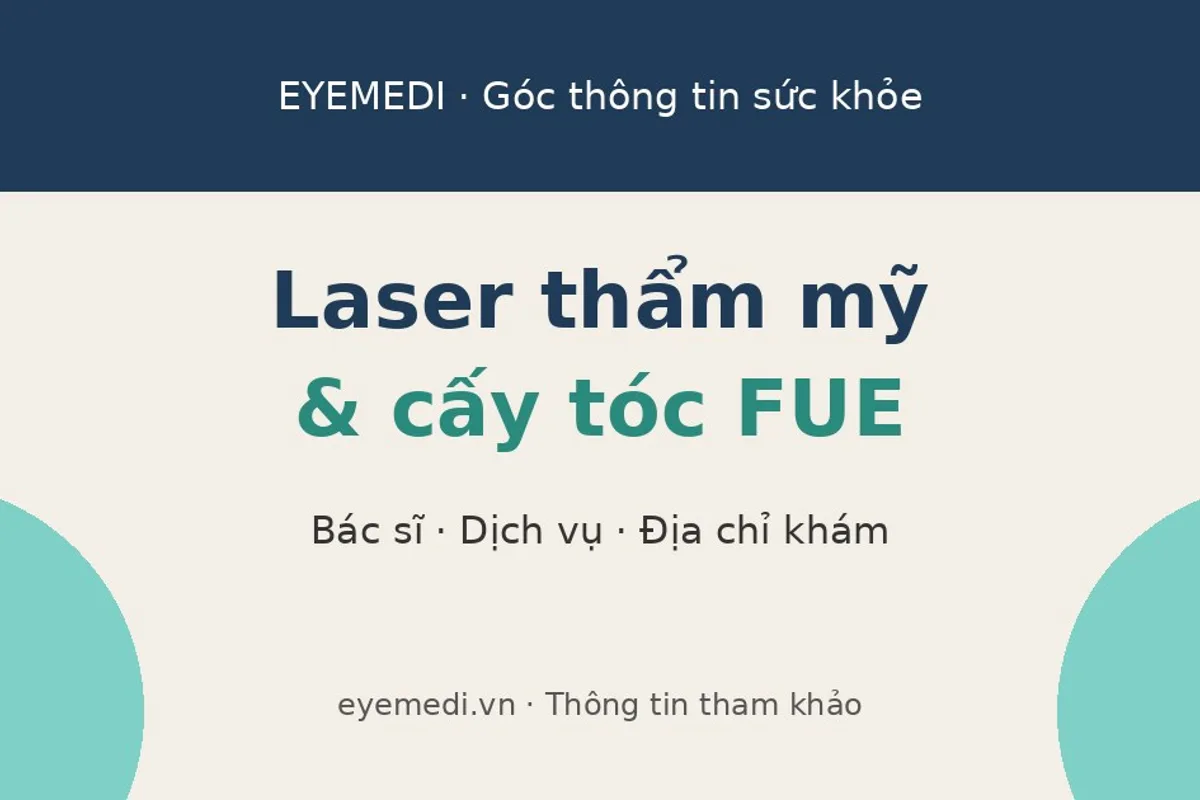 EYEMEDI · Góc thông tin sức khỏe
Laser thẩm mỹ
& cấy tóc FUE
Bác sĩ · Dịch vụ · Địa chỉ khám
eyemedi.vn · Thông tin tham khảo